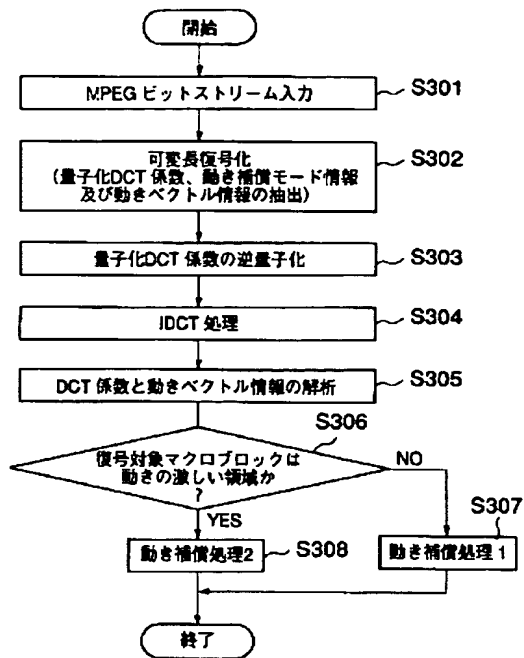 開始
MPEG ビットストリーム入力
S301
可変長復号化
(量子化DCT 係数、動き補償モード情報
及び動きベクトル情報の抽出)
S302
量子化DCT 係数の逆量子化
S303
IDCT 処理
S304
DCT 係数と動きベクトル情報の解析
S305
S306
復号対象マクロブロックは
動きの激しい領域か
?
NO
YES
S307
動き補償処理2
S308
動き補償処理1
終了